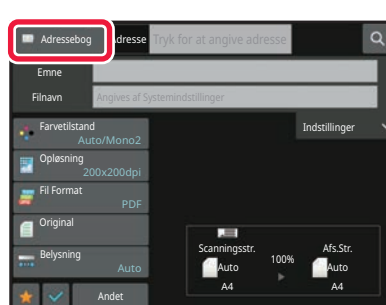 Adressebog Adresse Tryk for at angive adresse
Emne
Filnavn Angives af Systemindstillinger
Farvetilstand
Auto/Mono2
Indstillinger
Opløsning
200x200dpi
Fil Format
PDF
Original
Belysning
Auto
Andet
Scanningsstr. 100% Afs.Str.
Auto Auto
A4 A4